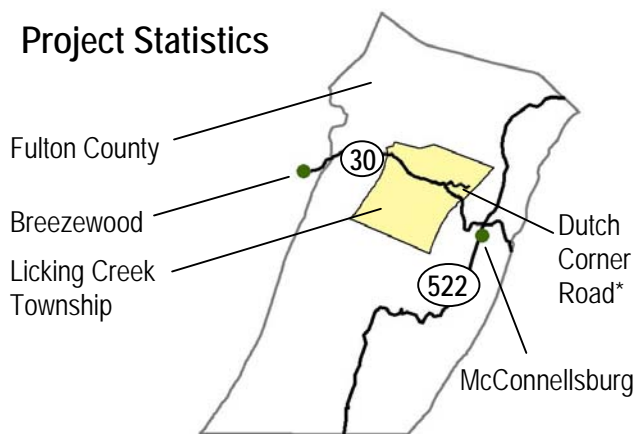 Project Statistics
Fulton County
30
Breezewood
Licking Creek
Township
Dutch
Corner
Road*
522
McConnellsburg